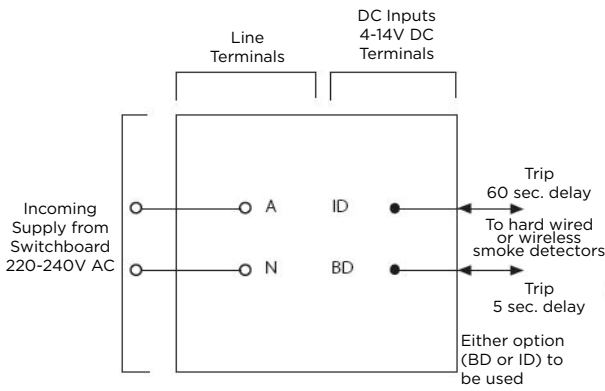 DC Inputs
4-14V DC
Terminals
Line
Terminals
Incoming
Supply from
Switchboard
220-240V AC
A
ID
N
BD
Trip
60 sec. delay
To hard wired
or wireless
smoke detectors
Trip
5 sec. delay
Either option
(BD or ID) to
be used